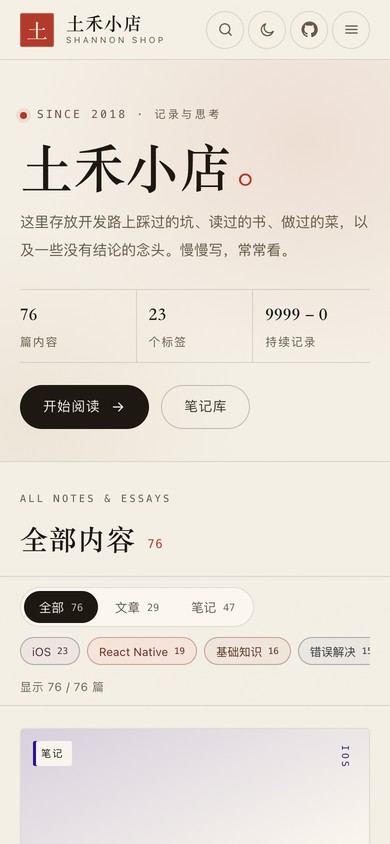 土
土禾小店
SHANNON SHOP
SINCE 2018 · 记录与思考
土禾小店。
这里存放开发路上踩过的坑、读过的书、做过的菜，以
及一些没有结论的念头。慢慢写，常常看。
76
篇内容
23
个标签
9999 – 0
持续记录
开始阅读 →
笔记库
ALL NOTES & ESSAYS
全部内容 76
全部 76
文章 29
笔记 47
iOS 23
React Native 19
基础知识 16
错误解决 15
显示 76 / 76 篇
笔记
IOS